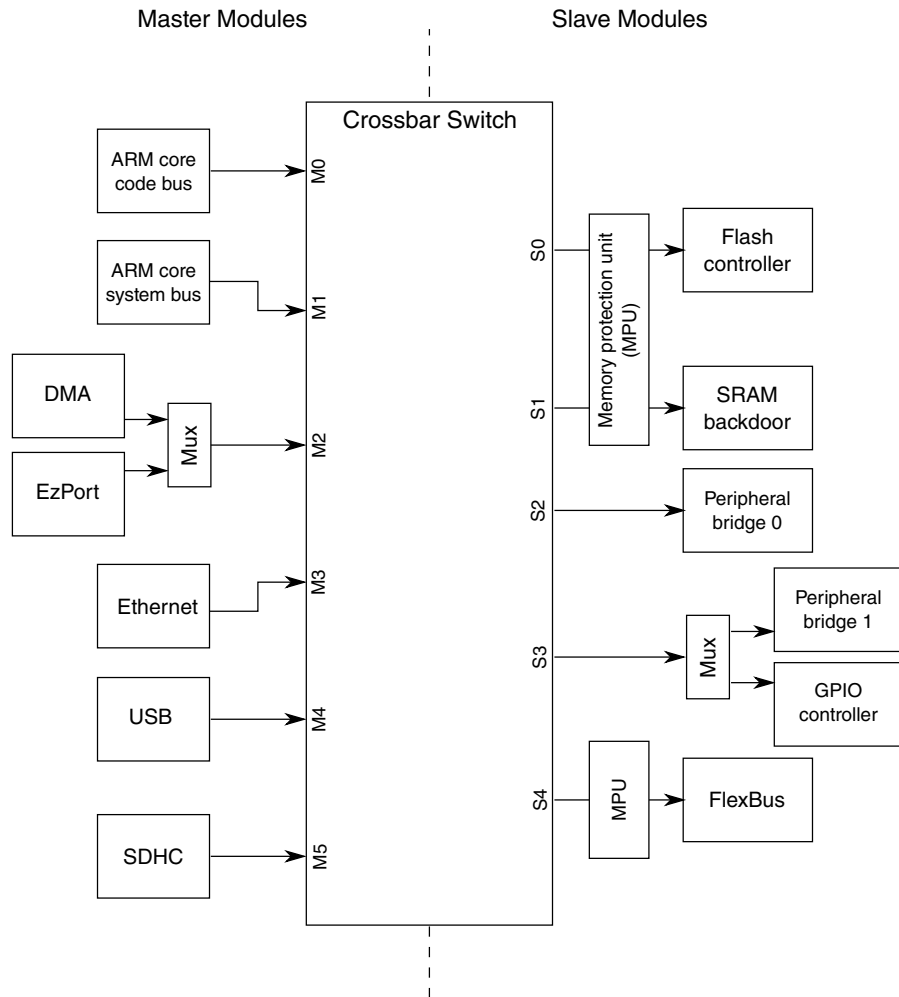 Master Modules
Slave Modules
Crossbar Switch
ARM core
code bus
M0
ARM core
system bus
M1
DMA
EzPort
Mux
M2
Ethernet
M3
USB
M4
SDHC
M5
S0
Memory protection unit
(MPU)
Flash
controller
S1
SRAM
backdoor
S2
Peripheral
bridge 0
S3
Mux
Peripheral
bridge 1
GPIO
controller
S4
MPU
FlexBus